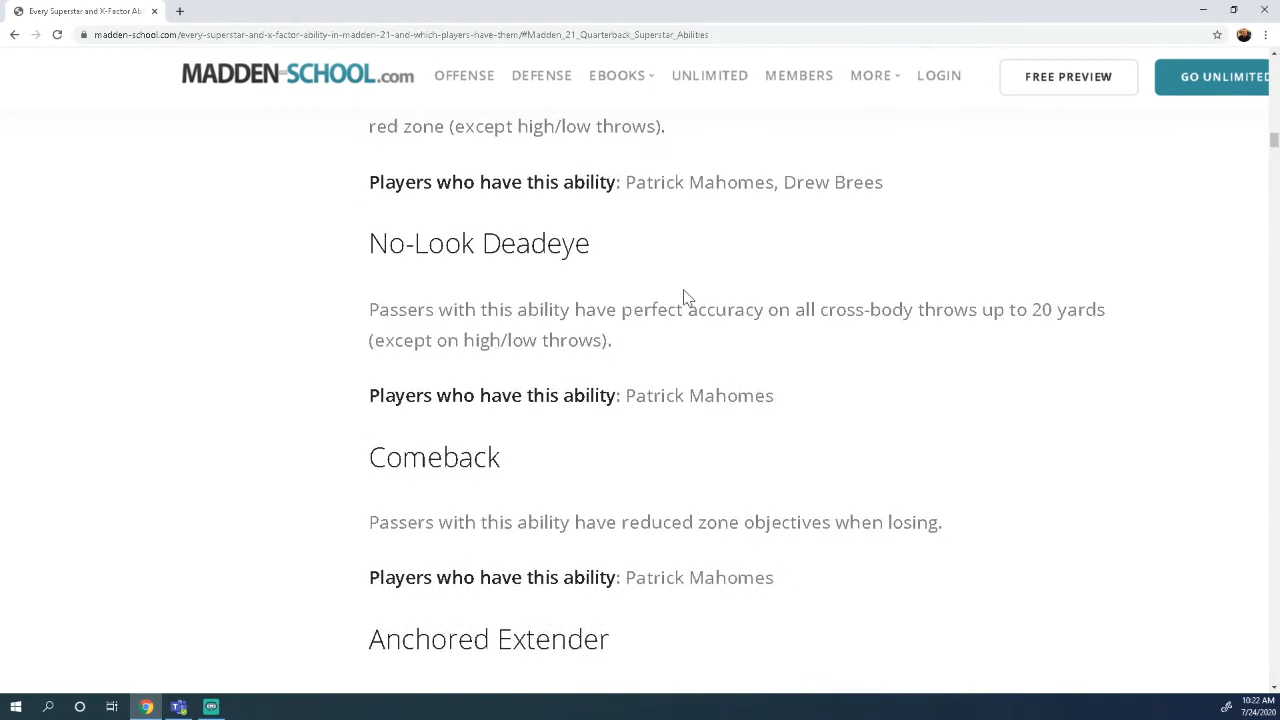 Every Superstar and X-Factor Abi
madden-school.com/every-superstar-and-x-factor-ability-in-madden-21-and-which-players-have-them/#Madden_21_Quarterback_Superstar_Abilities
MADDEN-SCHOOL.com OFFENSE DEFENSE EBOOKS UNLIMITED MEMBERS MORE LOGIN FREE PREVIEW GO UNLIMITED
red zone (except high/low throws).
Players who have this ability: Patrick Mahomes, Drew Brees
No-Look Deadeye
Passers with this ability have perfect accuracy on all cross-body throws up to 20 yards
(except on high/low throws).
Players who have this ability: Patrick Mahomes
Comeback
Passers with this ability have reduced zone objectives when losing.
Players who have this ability: Patrick Mahomes
Anchored Extender
10:22 AM
7/24/2020